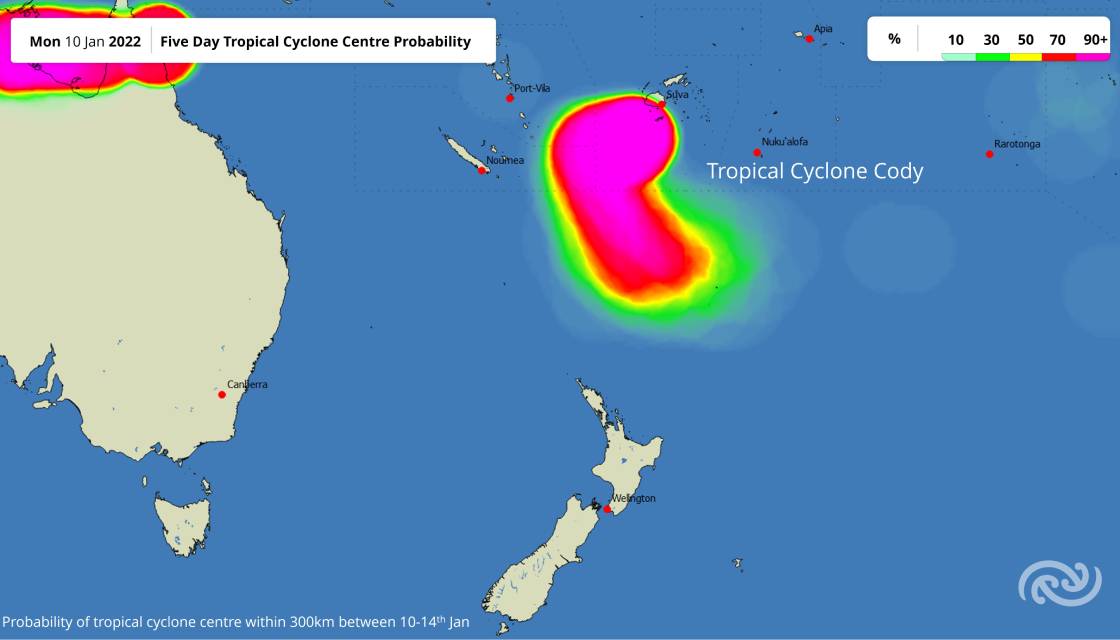 Mon 10 Jan 2022 Five Day Tropical Cyclone Centre Probability
% 10 30 50 70 90+
Apia
Port-Vila
Suva
Nuku'alofa
Rarotonga
Noumea
Tropical Cyclone Cody
Canberra
Wellington
Probability of tropical cyclone centre within 300km between 10-14th Jan